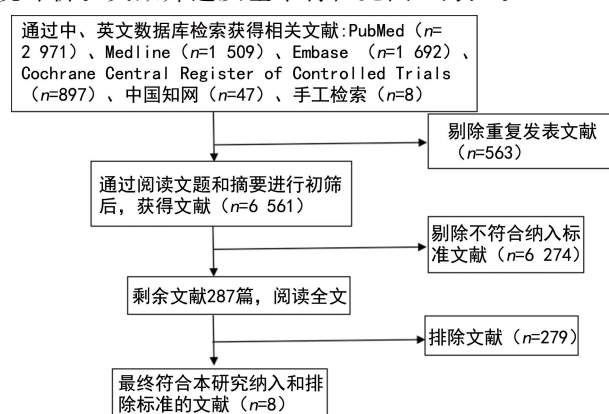 通过中、英文数据库检索获得相关文献:PubMed（n=
2 971）、Medline（n=1 509）、Embase （n=1 692）、
Cochrane Central Register of Controlled Trials
（n=897）、中国知网（n=47）、手工检索（n=8）
剔除重复发表文献
（n=563）
通过阅读文题和摘要进行初筛
后，获得文献（n=6 561）
剔除不符合纳入标
准文献（n=6 274）
剩余文献287篇，阅读全文
排除文献（n=279）
最终符合本研究纳入和排
除标准的文献（n=8）